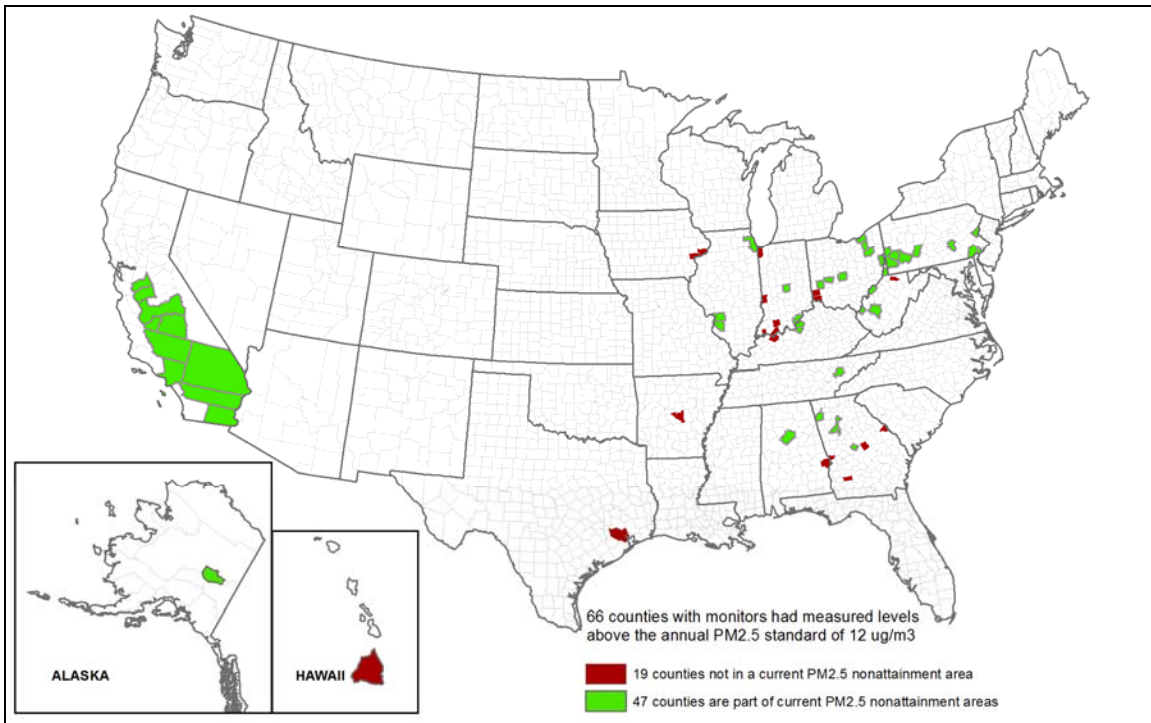 66 counties with monitors had measured levels
above the annual PM2.5 standard of 12 ug/m3
ALASKA
HAWAII
19 counties not in a current PM2.5 nonattainment area
47 counties are part of current PM2.5 nonattainment areas